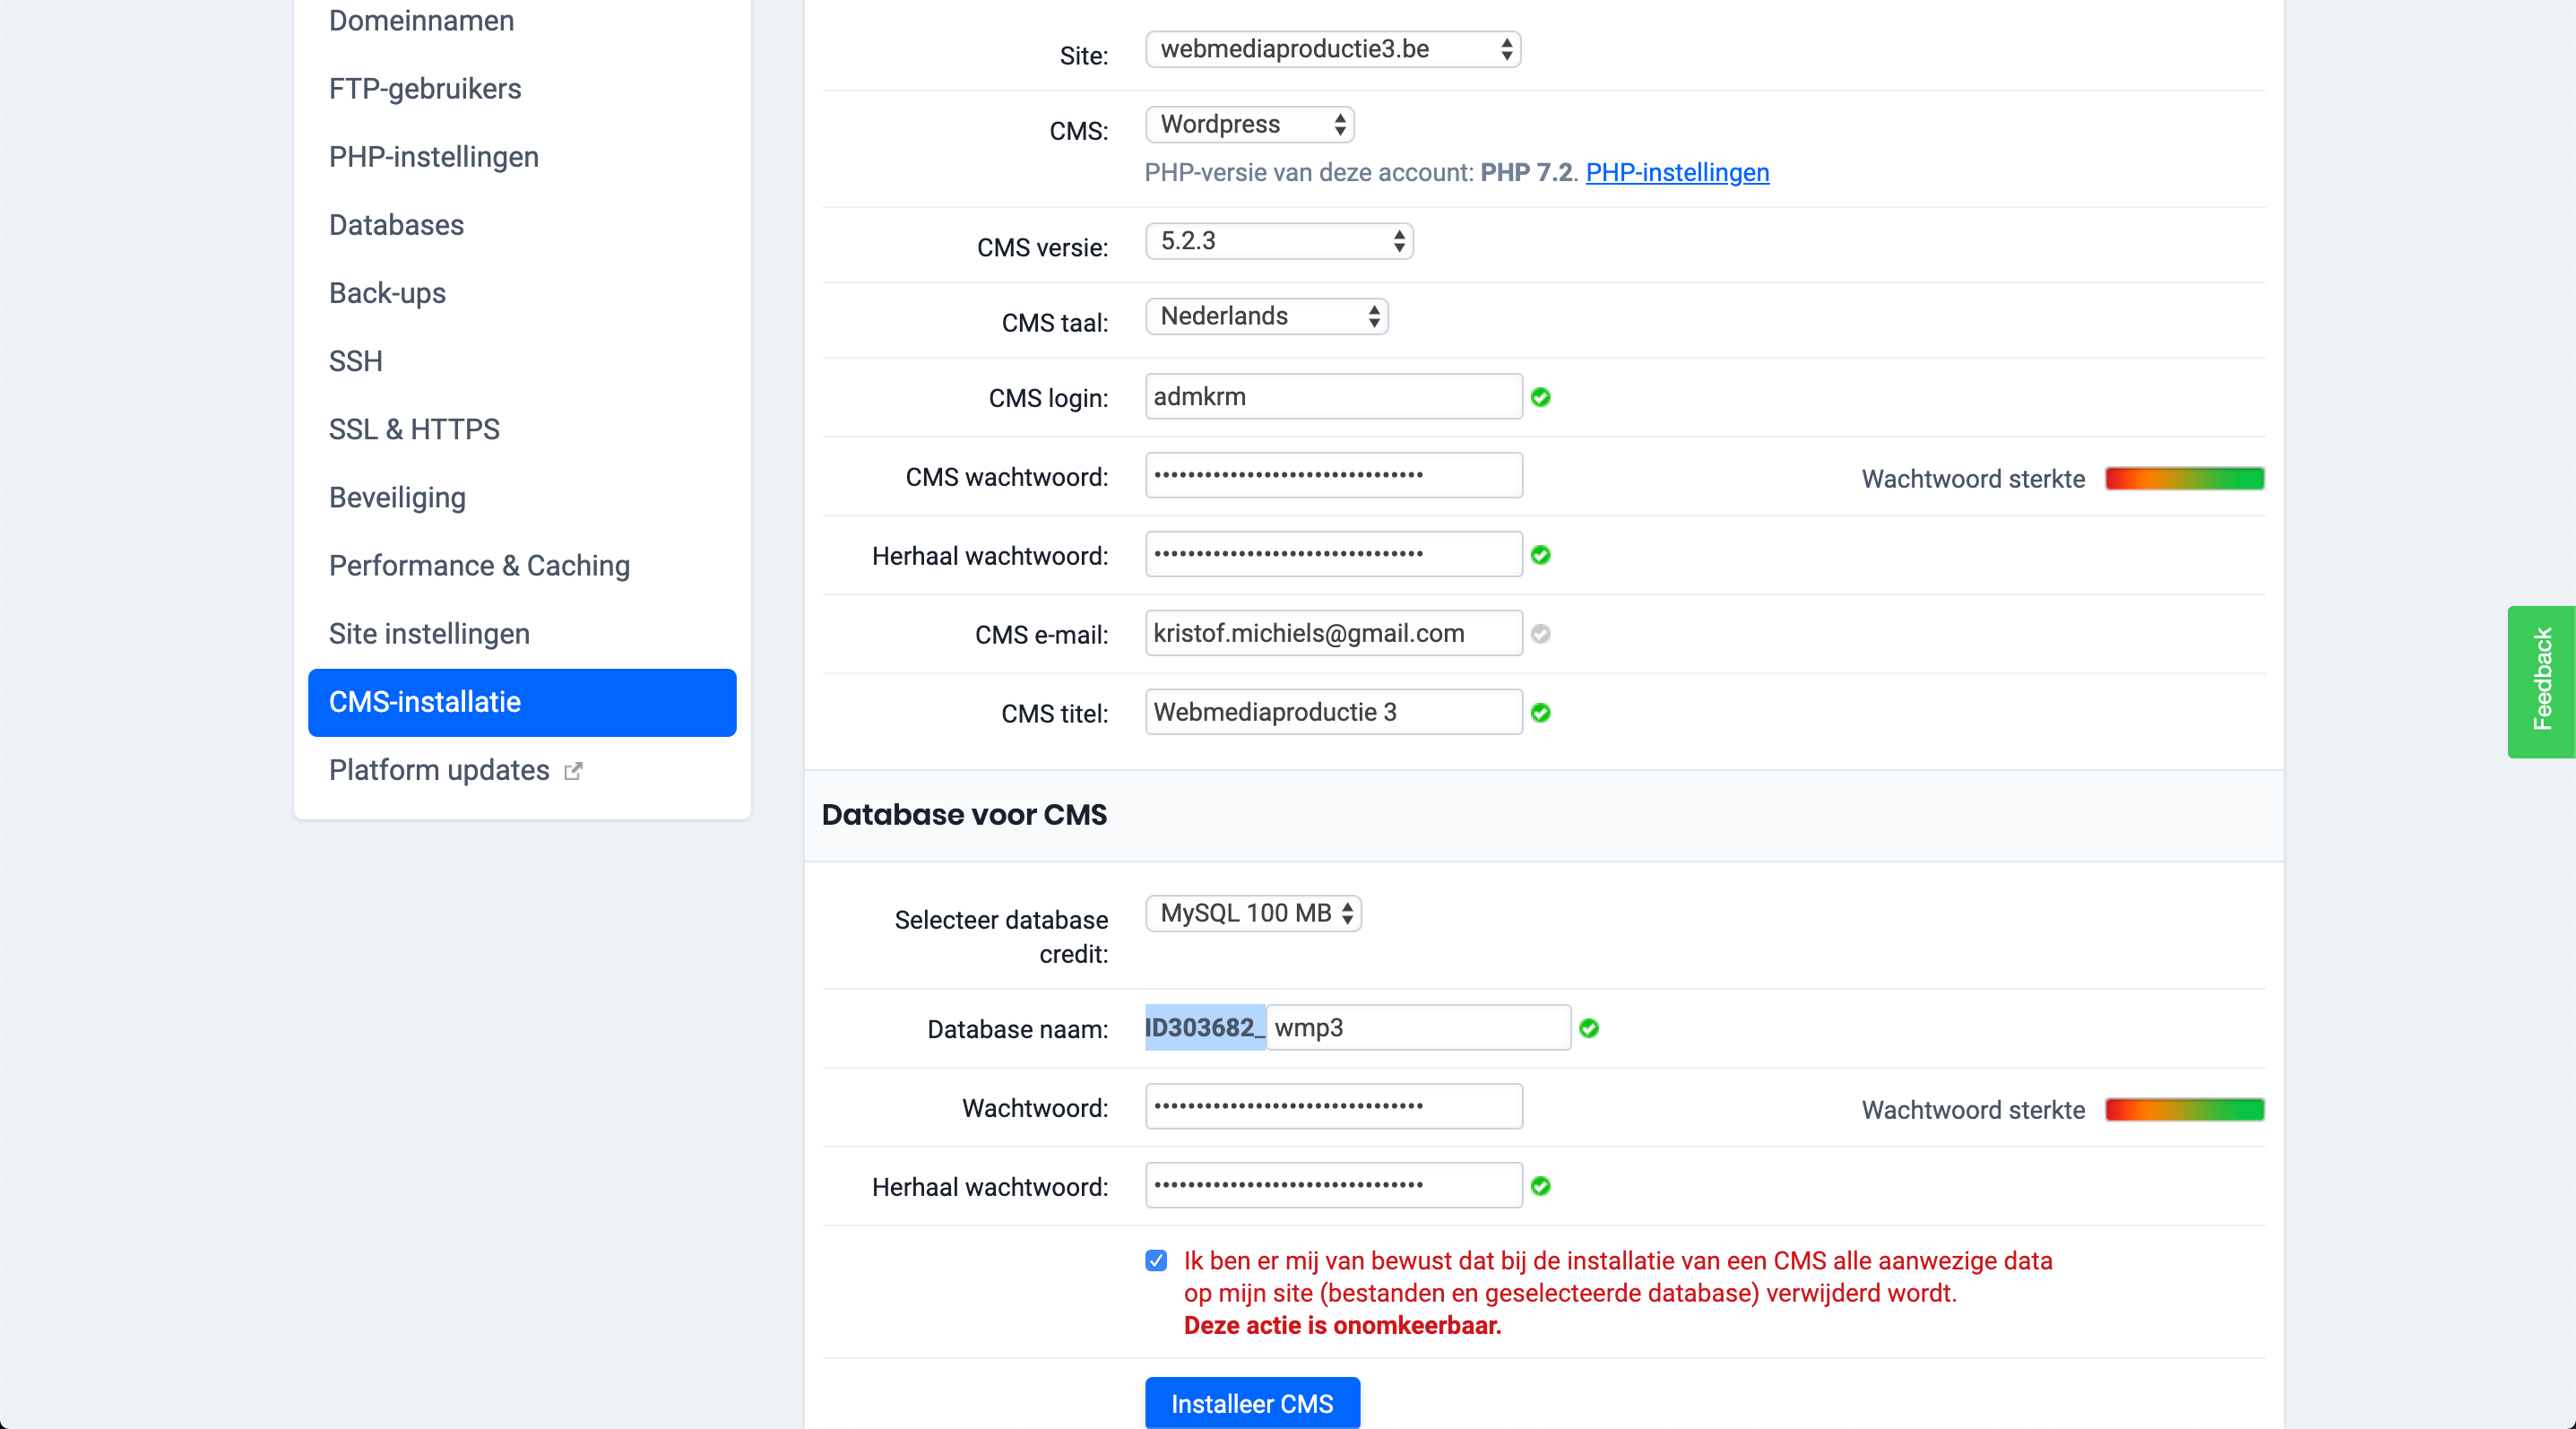 Domeinnamen
FTP-gebruikers
PHP-instellingen
Databases
Back-ups
SSH
SSL & HTTPS
Beveiliging
Performance & Caching
Site instellingen
CMS-installatie
Platform updates
Site: webmediaproductie3.be
CMS: Wordpress
PHP-versie van deze account: PHP 7.2. PHP-instellingen
CMS versie: 5.2.3
CMS taal: Nederlands
CMS login: admkrm
CMS wachtwoord: Wachtwoord sterkte
Herhaal wachtwoord:
CMS e-mail: kristof.michiels@gmail.com
CMS titel: Webmediaproductie 3
Database voor CMS
Selecteer database MySQL 100 MB
credit:
Database naam: ID303682_ wmp3
Wachtwoord: Wachtwoord sterkte
Herhaal wachtwoord:
Ik ben er mij van bewust dat bij de installatie van een CMS alle aanwezige data
op mijn site (bestanden en geselecteerde database) verwijderd wordt.
Deze actie is onomkeerbaar.
Installeer CMS
Feedback